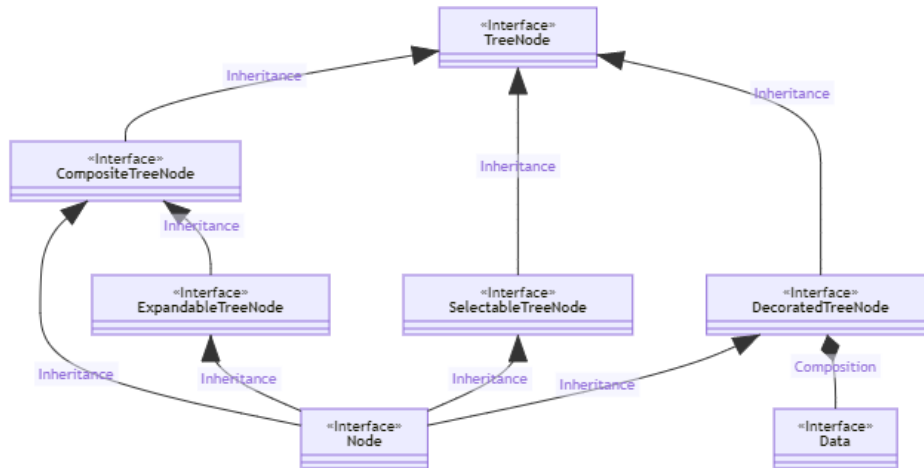 «Interface»
TreeNode
Inheritance
Inheritance
Inheritance
«Interface»
CompositeTreeNode
Inheritance
«Interface»
ExpandableTreeNode
«Interface»
SelectableTreeNode
«Interface»
DecoratedTreeNode
Inheritance
Inheritance
Inheritance
Inheritance
Composition
«Interface»
Node
«Interface»
Data